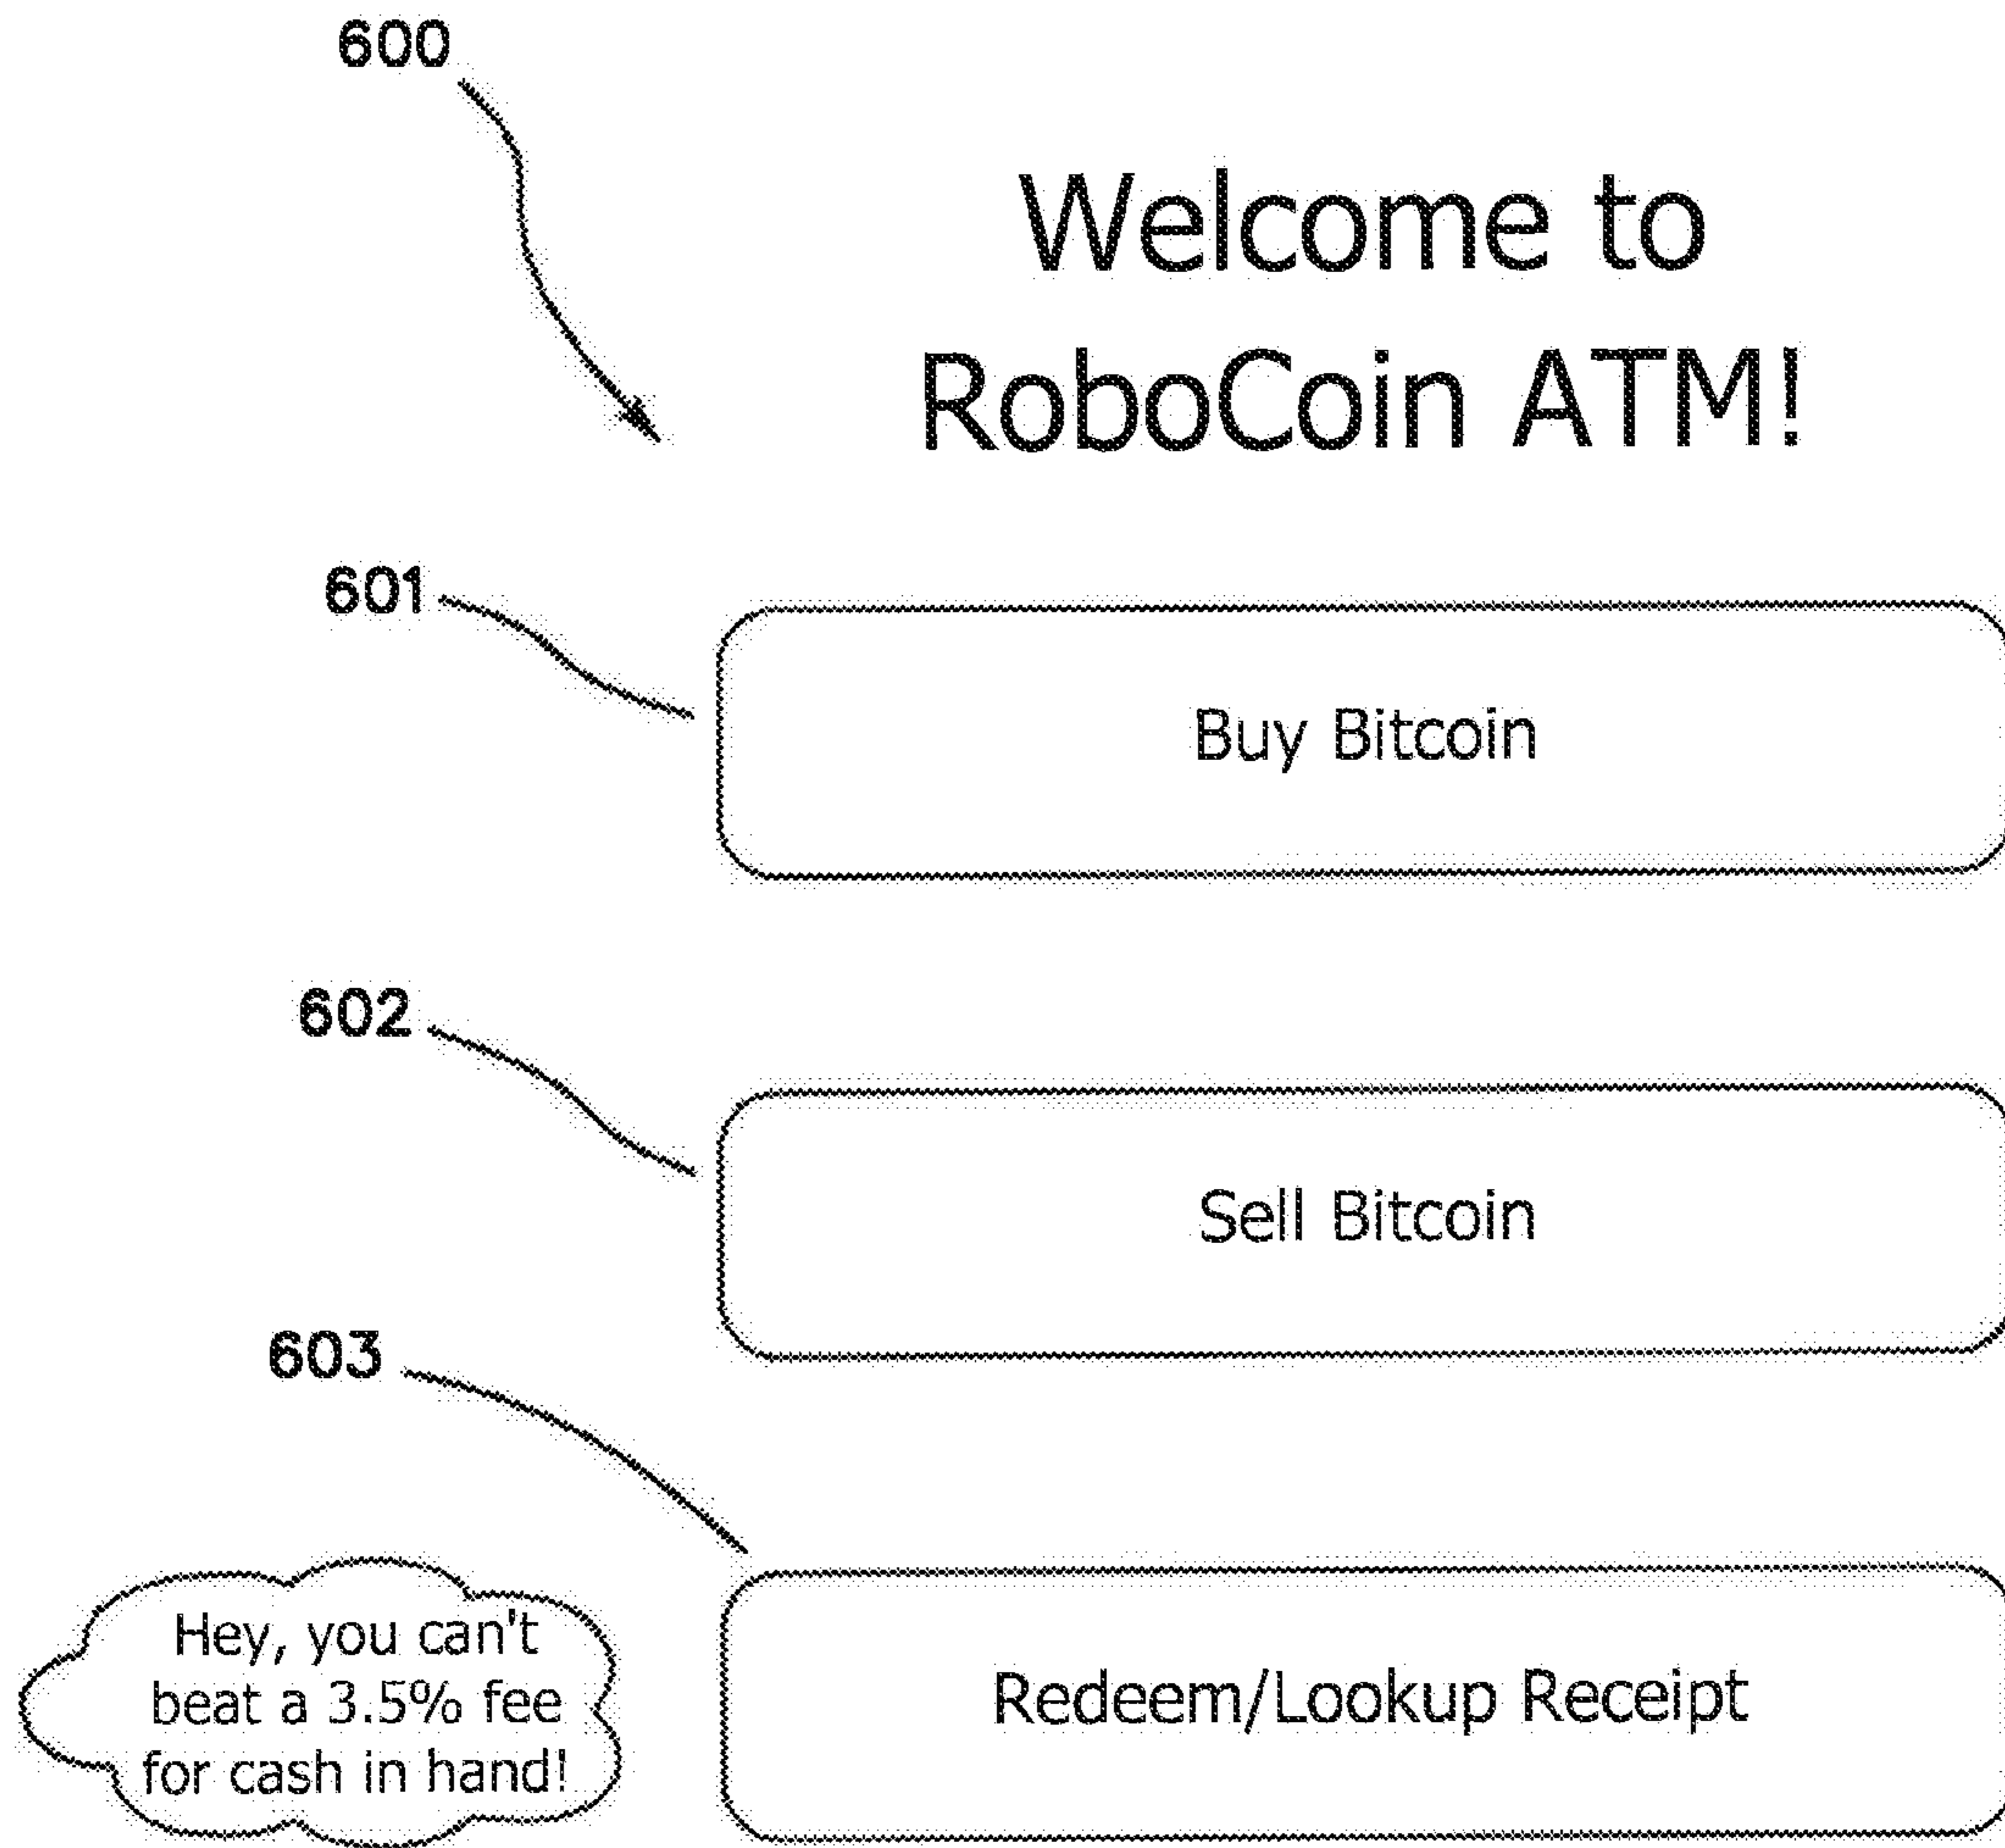 600
Welcome to
RoboCoin ATM!
601
Buy Bitcoin
602
Sell Bitcoin
603
Hey, you can't
beat a 3.5% fee
for cash in hand!
Redeem/Lookup Receipt